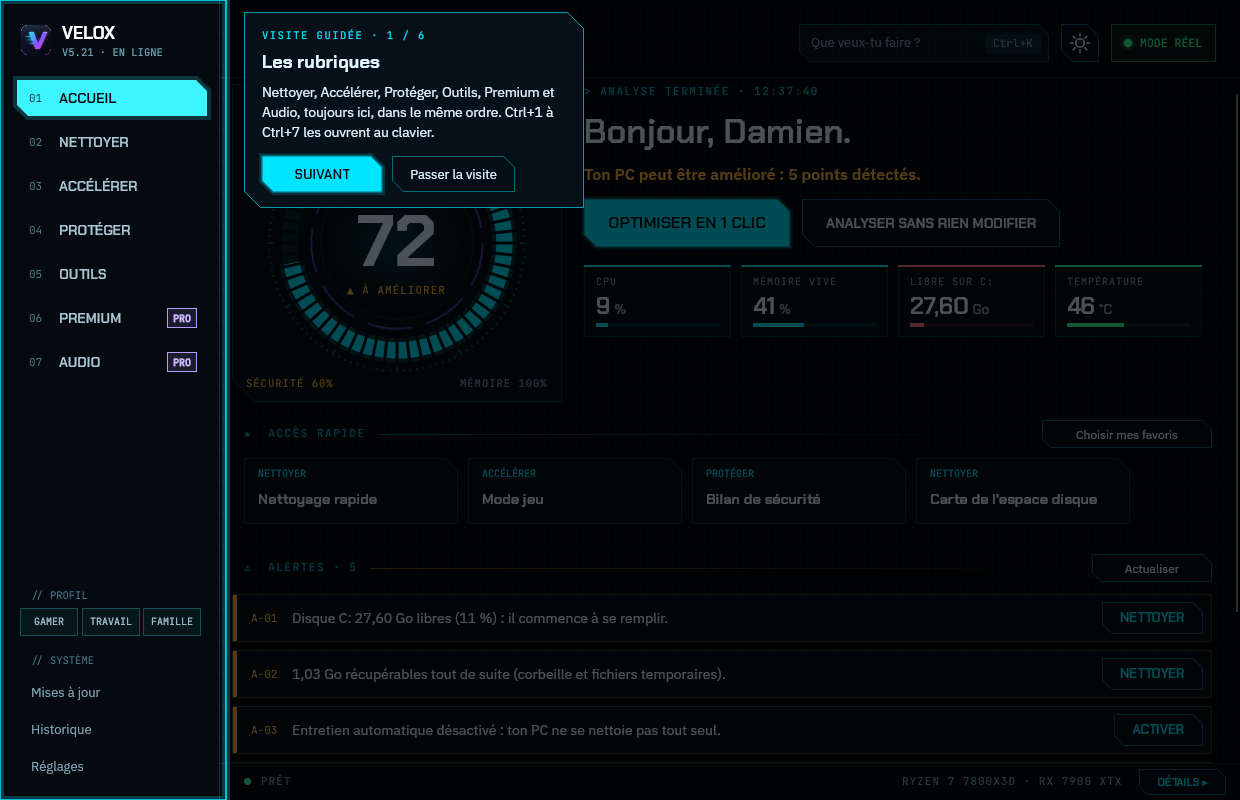 VELOX
V5.21 · EN LIGNE
01 ACCUEIL
02 NETTOYER
03 ACCÉLÉRER
04 PROTÉGER
05 OUTILS
06 PREMIUM PRO
07 AUDIO PRO
// PROFIL
GAMER TRAVAIL FAMILLE
// SYSTÈME
Mises à jour
Historique
Réglages
VISITE GUIDÉE · 1 / 6
Les rubriques
Nettoyer, Accélérer, Protéger, Outils, Premium et
Audio, toujours ici, dans le même ordre. Ctrl+1 à
Ctrl+7 les ouvrent au clavier.
SUIVANT Passer la visite
Que veux-tu faire ? Ctrl+K
MODE RÉEL
> ANALYSE TERMINÉE · 12:37:40
Bonjour, Damien.
Ton PC peut être amélioré : 5 points détectés.
OPTIMISER EN 1 CLIC ANALYSER SANS RIEN MODIFIER
72
▲ À AMÉLIORER
SÉCURITÉ 60% MÉMOIRE 100%
CPU
9 %
MÉMOIRE VIVE
41 %
LIBRE SUR C:
27,60 Go
TEMPÉRATURE
46 °C
★ ACCÈS RAPIDE
Choisir mes favoris
NETTOYER
Nettoyage rapide
ACCÉLÉRER
Mode jeu
PROTÉGER
Bilan de sécurité
NETTOYER
Carte de l'espace disque
⚠ ALERTES · 5
Actualiser
A-01 Disque C: 27,60 Go libres (11 %) : il commence à se remplir. NETTOYER
A-02 1,03 Go récupérables tout de suite (corbeille et fichiers temporaires). NETTOYER
A-03 Entretien automatique désactivé : ton PC ne se nettoie pas tout seul. ACTIVER
PRÊT
RYZEN 7 7800X3D · RX 7900 XTX
DÉTAILS ▸